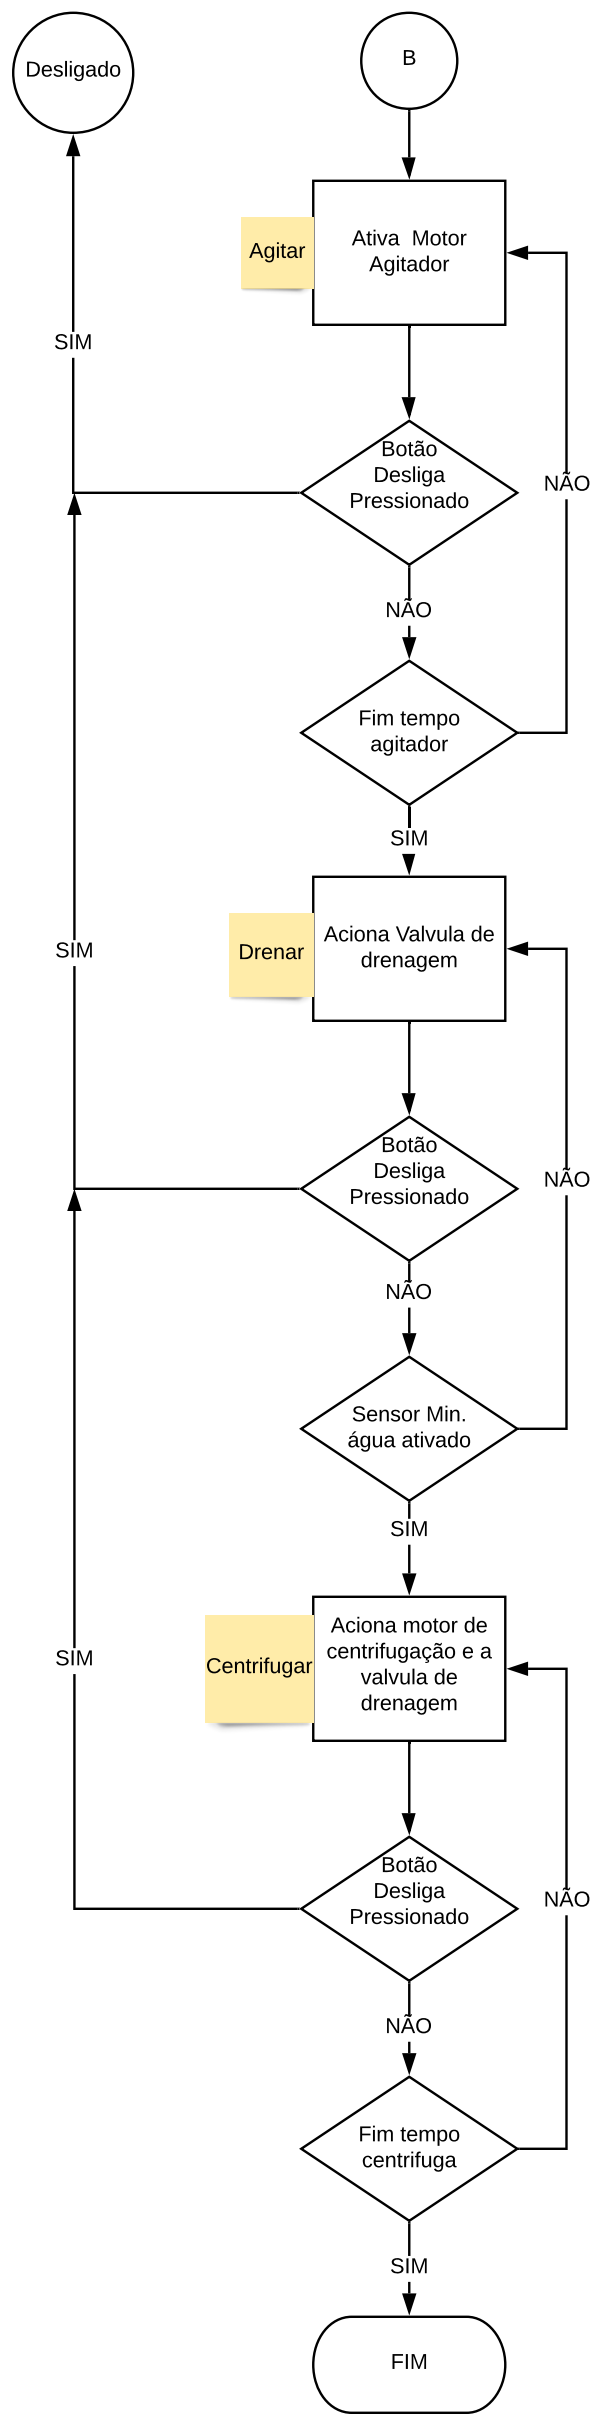 Desligado
B
Agitar
Ativa  Motor
Agitador
SIM
Botão
Desliga
Pressionado
NÃO
NÃO
Fim tempo
agitador
SIM
Drenar
Aciona Valvula de
drenagem
SIM
Botão
Desliga
Pressionado
NÃO
NÃO
Sensor Min.
água ativado
SIM
Centrifugar
Aciona motor de
centrifugação e a
valvula de
drenagem
SIM
Botão
Desliga
Pressionado
NÃO
NÃO
Fim tempo
centrifuga
SIM
FIM